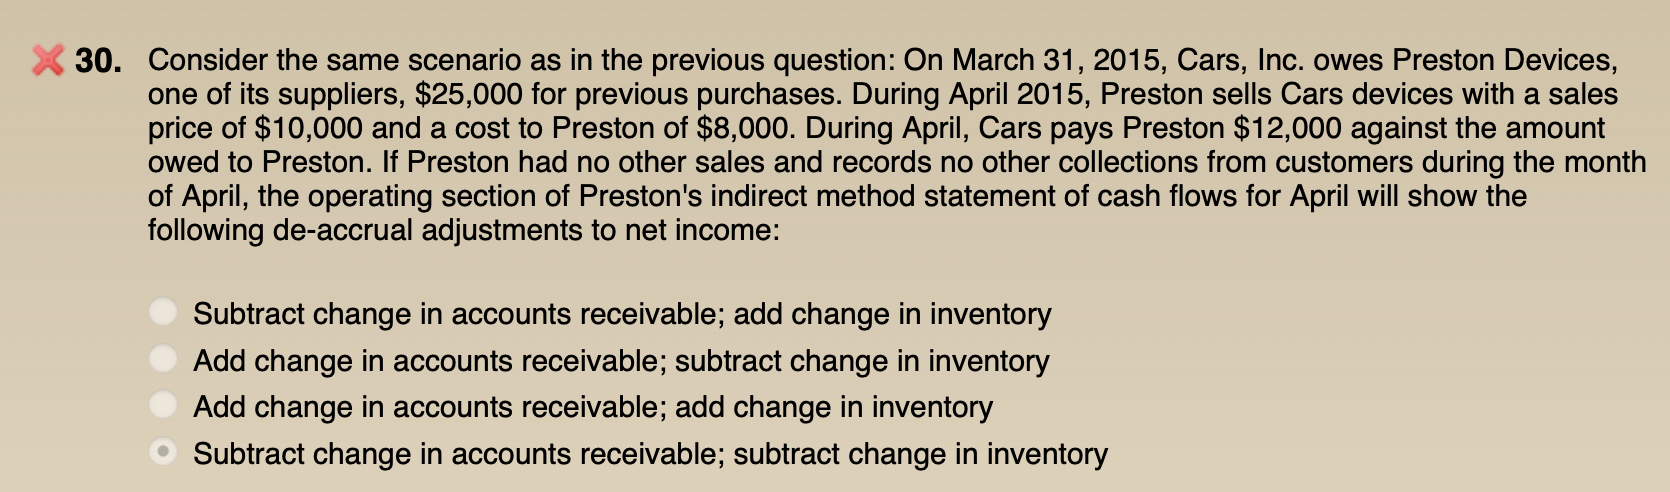 30. Consider the same scenario as in the previous question: On March 31, 2015, Cars, Inc. owes Preston Devices,
one of its suppliers, $25,000 for previous purchases. During April 2015, Preston sells Cars devices with a sales
price of $10,000 and a cost to Preston of $8,000. During April, Cars pays Preston $12,000 against the amount
owed to Preston. If Preston had no other sales and records no other collections from customers during the month
of April, the operating section of Preston's indirect method statement of cash flows for April will show the
following de-accrual adjustments to net income:
Subtract change in accounts receivable; add change in inventory
Add change in accounts receivable; subtract change in inventory
Add change in accounts receivable; add change in inventory
Subtract change in accounts receivable; subtract change in inventory